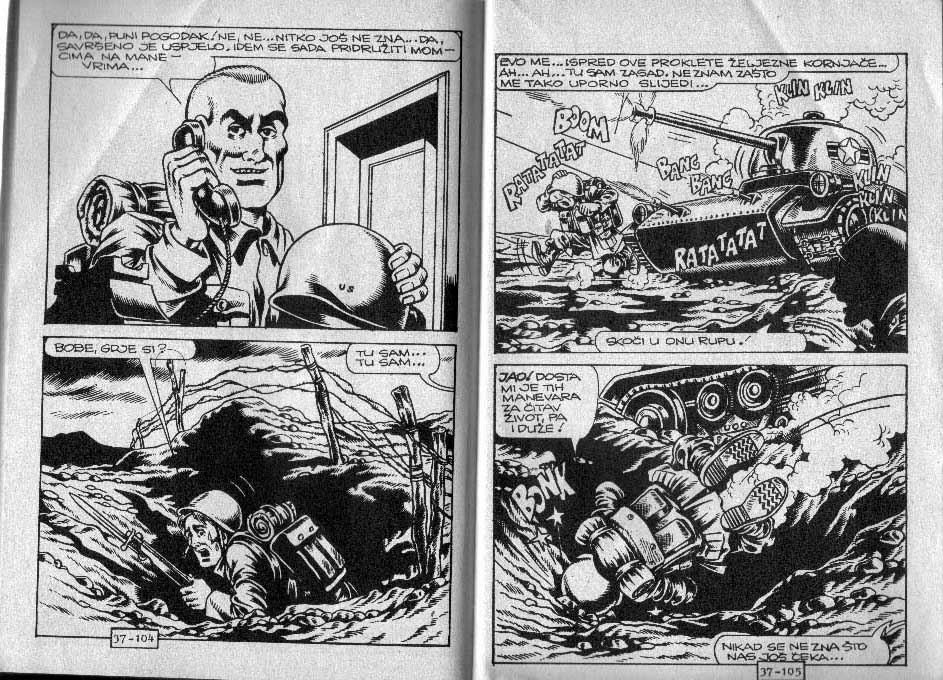 DA, DA, PUNI POGODAK! NE, NE... NITKO JOŠ NE ZNA... DA,
SAVRŠENO JE USPJELO. IDEM SE SADA PRIDRUŽITI MOM-
CIMA NA MANE-
VRIMA...
US
BOBE, GDJE SI?
TU SAM...
TU SAM...
37-104
EVO ME... ISPRED OVE PROKLETE ŽELJEZNE KORNJAČE...
AH... AH... TU SAM ZASAD. NE ZNAM ZAŠTO
ME TAKO UPORNO SLIJEDI...
KLIN KLIN
BOOM
RATATATAT
BANG
BANG
KLIN
KLIN
KLIN
RATATATAT
SKOČI U ONU RUPU!
JAO! DOSTA
MI JE TIH
MANEVARA
ZA ČITAV
ŽIVOT, PA
I DUŽE!
BONK
NIKAD SE NE ZNA ŠTO
NAS JOŠ ČEKA...
37-105